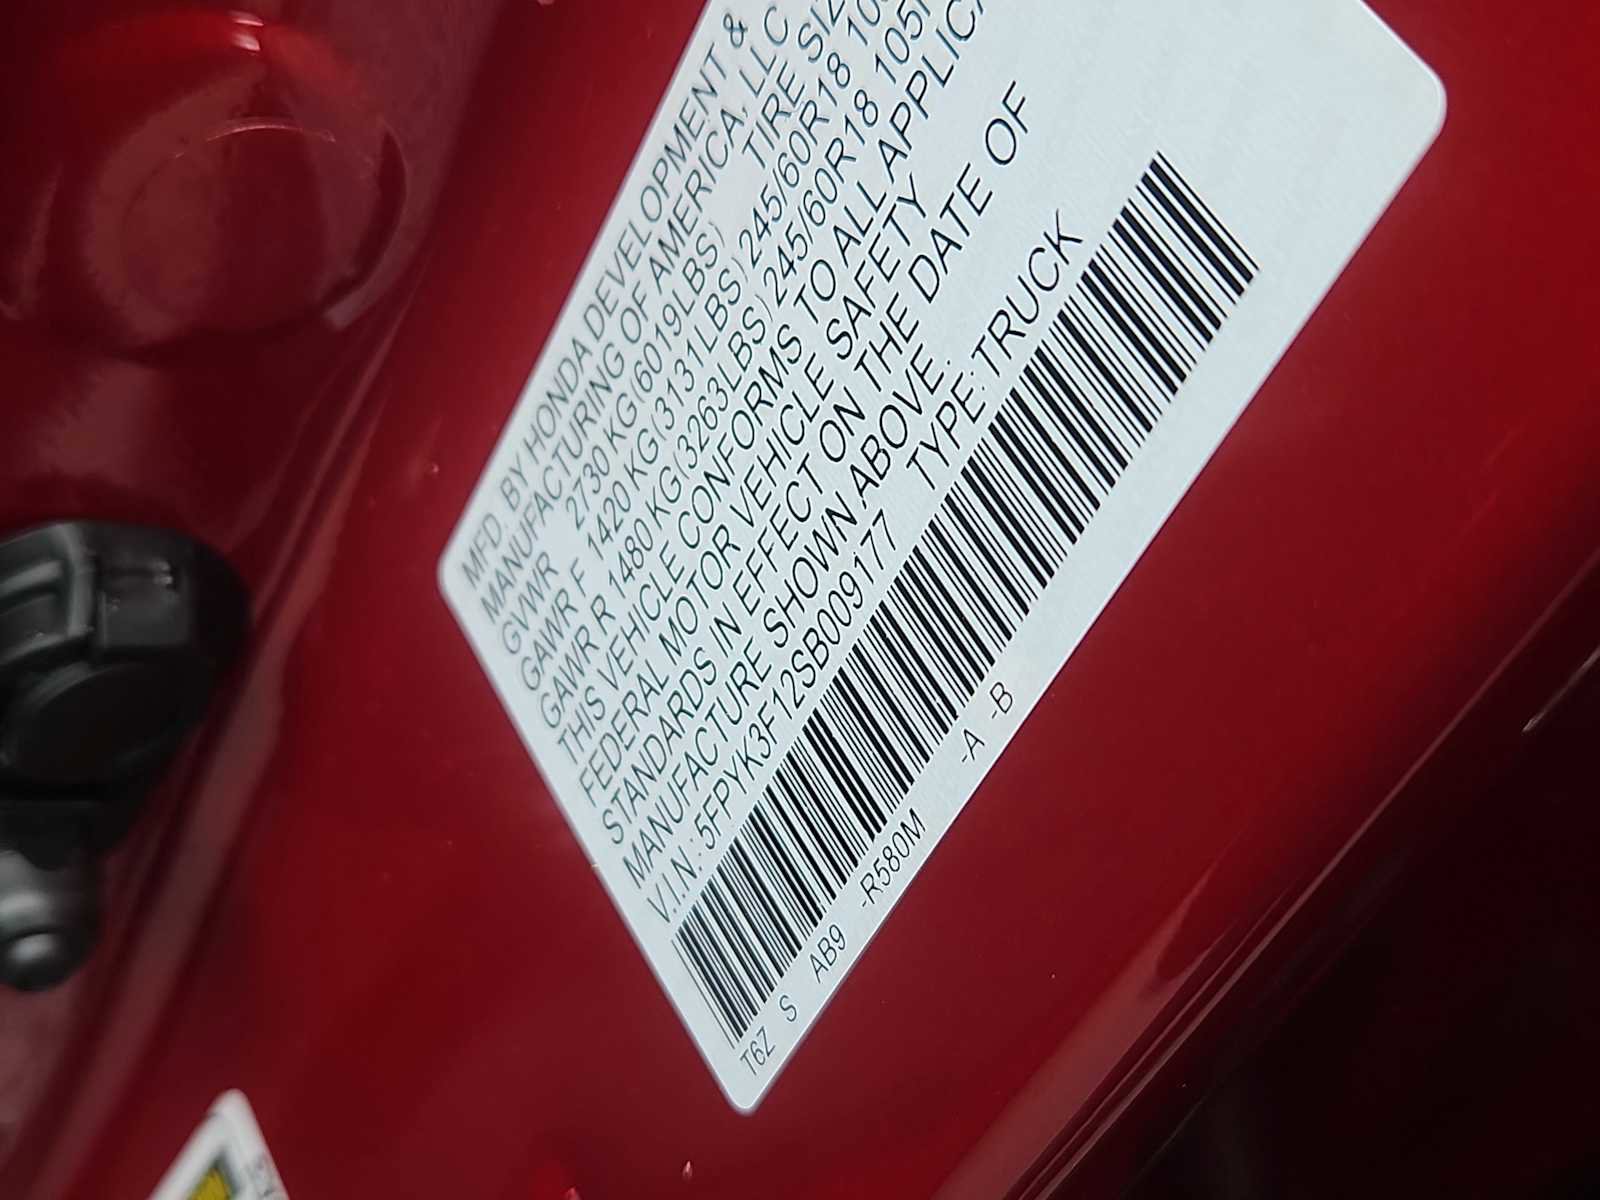 MFD. BY HONDA DEVELOPMENT &
MANUFACTURING OF AMERICA, LLC
GVWR 2730 KG(6019LBS) TIRE
GAWR F 1420 KG(3131LBS) 245/60R18
GAWR R 1480 KG(3263LBS) 245/60R18 105
THIS VEHICLE CONFORMS TO ALL
FEDERAL MOTOR VEHICLE SAFETY
STANDARDS IN EFFECT ON THE DATE OF
MANUFACTURE SHOWN ABOVE.
V.I.N.: 5FPYK3F12SB009177 TYPE: TRUCK
T6Z S AB9 -R580M -A -B